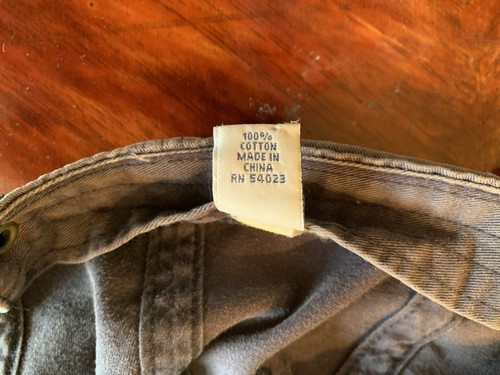 100%
COTTON
MADE IN
CHINA
RN 54023